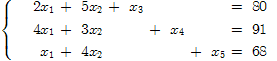 2x₁ + 5x₂ + x₃ = 80
4x₁ + 3x₂ + x₄ = 91
x₁ + 4x₂ + x₅ = 68